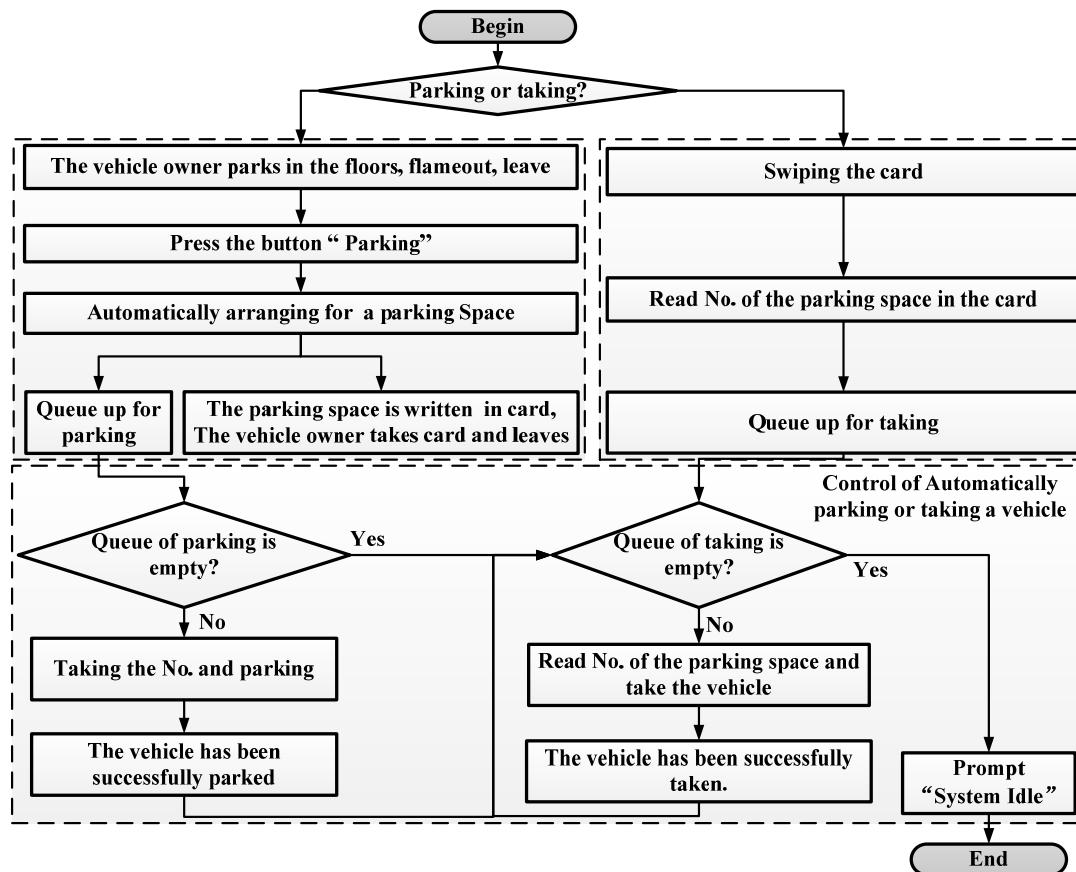 Begin
Parking or taking?
The vehicle owner parks in the floors, flameout, leave
Press the button “ Parking”
Automatically arranging for a parking Space
Queue up for
parking
The parking space is written in card,
The vehicle owner takes card and leaves
Swiping the card
Read No. of the parking space in the card
Queue up for taking
Control of Automatically
parking or taking a vehicle
Queue of parking is
empty?
Yes
No
Taking the No. and parking
The vehicle has been
successfully parked
Queue of taking is
empty?
Yes
No
Read No. of the parking space and
take the vehicle
The vehicle has been successfully
taken.
Prompt
“System Idle”
End